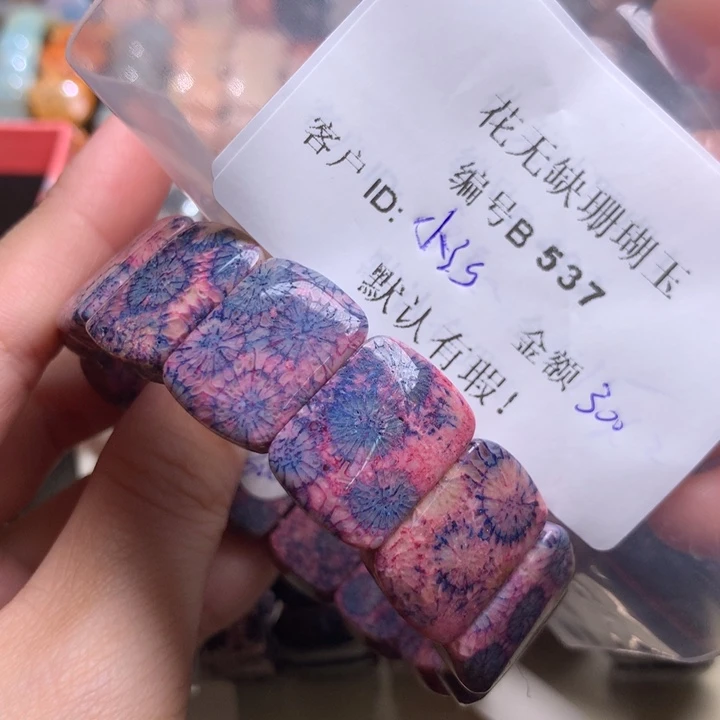 花无缺珊瑚玉
编号B 537
客户ID:
金额 300
默认有瑕!